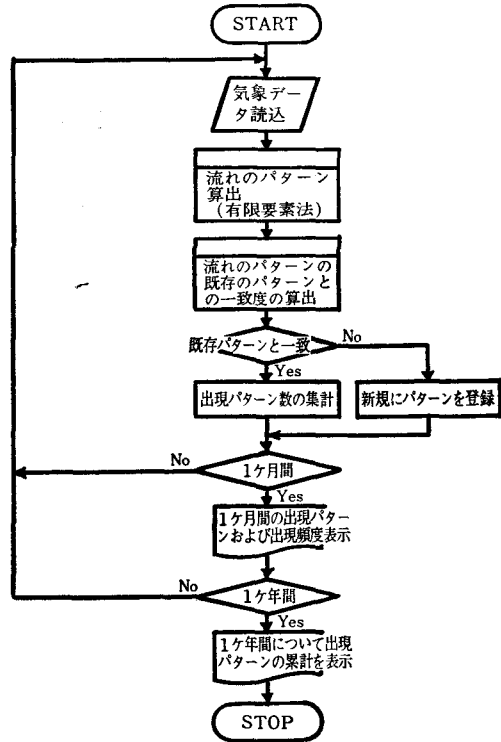 START
気象デー
タ読込
流れのパターン
算出
(有限要素法)
流れのパターンの
既存のパターンと
の一致度の算出
既存パターンと一致
No
Yes
出現パターン数の集計
新規にパターンを登録
No
1ケ月間
Yes
1ケ月間の出現パター
ンおよび出現頻度表示
No
1ケ年間
Yes
1ケ年間について出現
パターンの累計を表示
STOP